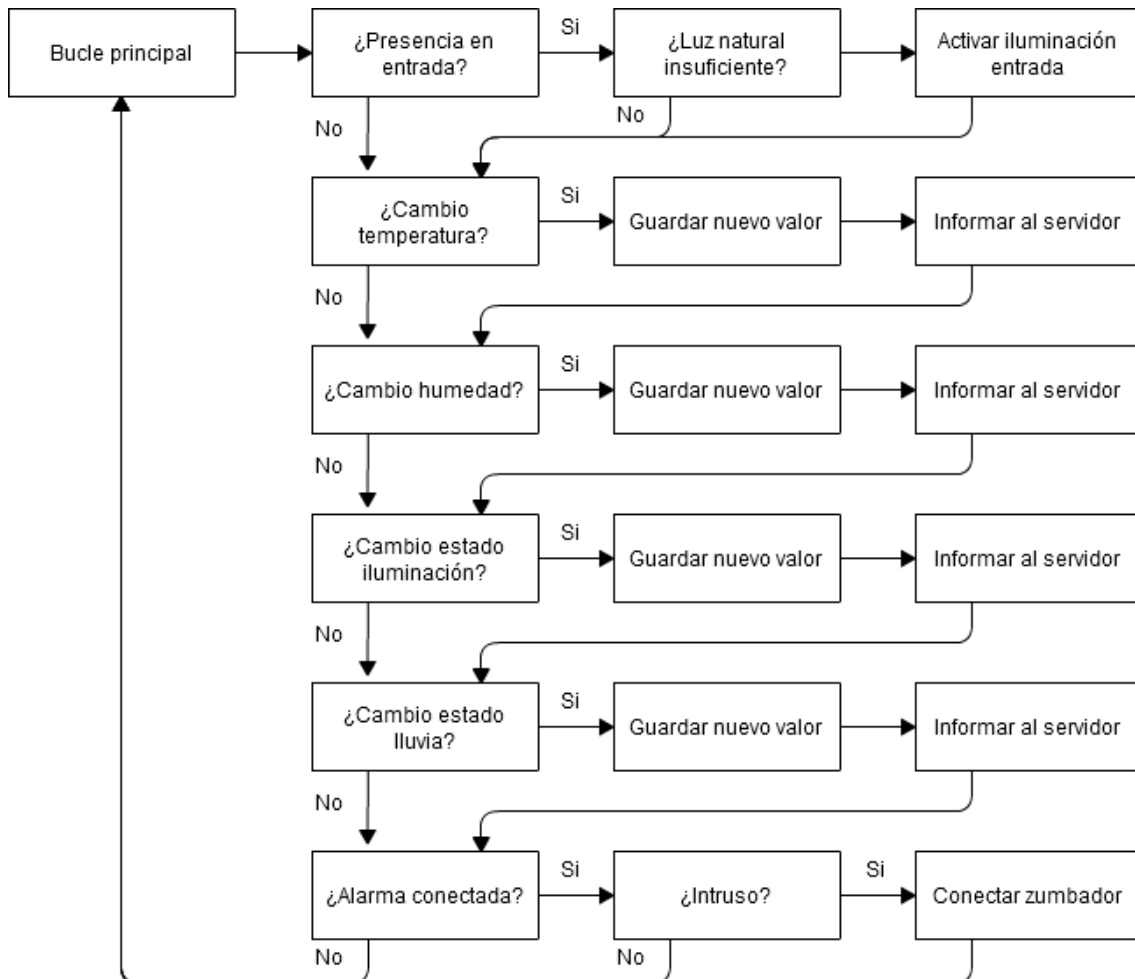 Bucle principal
¿Presencia en
entrada?
Si
¿Luz natural
insuficiente?
Activar iluminación
entrada
No
No
¿Cambio
temperatura?
Si
Guardar nuevo valor
Informar al servidor
No
¿Cambio humedad?
Si
Guardar nuevo valor
Informar al servidor
No
¿Cambio estado
iluminación?
Si
Guardar nuevo valor
Informar al servidor
No
¿Cambio estado
lluvia?
Si
Guardar nuevo valor
Informar al servidor
No
¿Alarma conectada?
Si
¿Intruso?
Si
Conectar zumbador
No
No